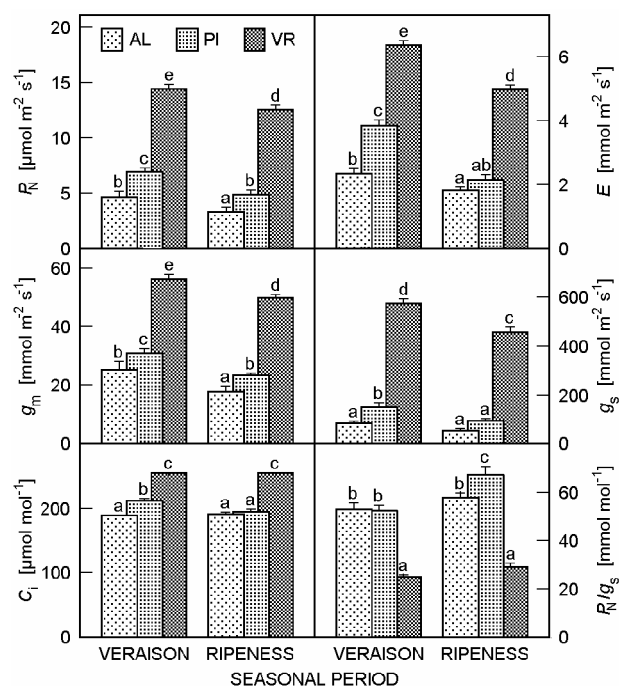 20
AL PI VR
e
15
e
d
10
c
b
b
5
a
0
P_N [µmol m⁻² s⁻¹]
6
d
c
4
b
a ab
2
0
E [mmol m⁻² s⁻¹]
60
e
d
40
c
b
b
a
20
0
g_m [mmol m⁻² s⁻¹]
d
600
c
400
b
200
a
a a
0
g_s [mmol m⁻² s⁻¹]
c c
b
a
a a
200
100
0
C_i [µmol mol⁻¹]
c
b b
b
60
40
a
a
20
0
P_N/g_s [mmol mol⁻¹]
VERAISON RIPENESS VERAISON RIPENESS
SEASONAL PERIOD